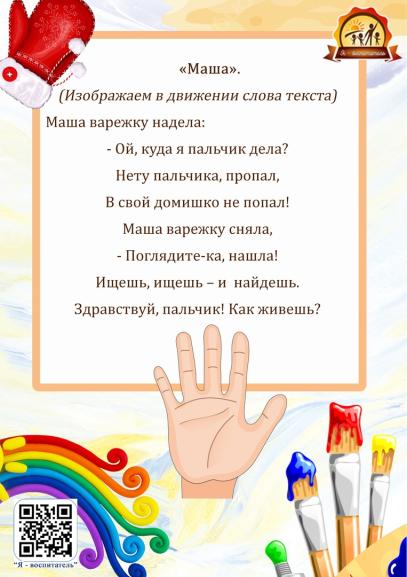 Я - воспитатель
«Маша».
(Изображаем в движении слова текста)
Маша варежку надела:
- Ой, куда я пальчик дела?
Нету пальчика, пропал,
В свой домишко не попал!
Маша варежку сняла,
- Поглядите-ка, нашла!
Ищешь, ищешь – и найдешь.
Здравствуй, пальчик! Как живешь?
"Я - воспитатель"